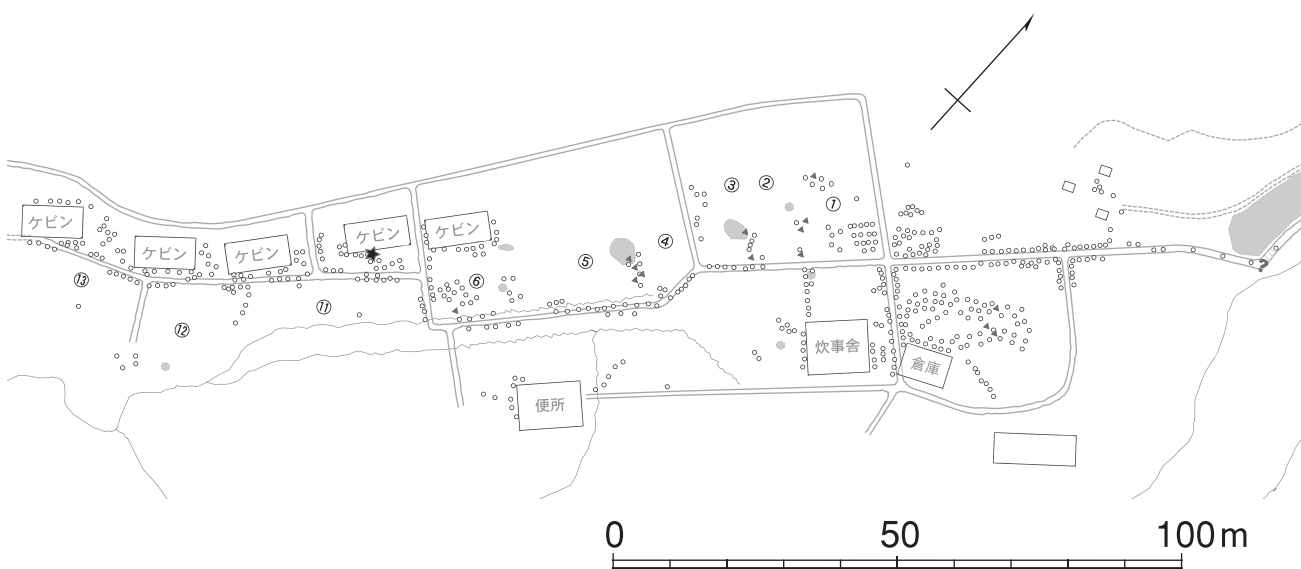 ③ ② ①
ケビン ケビン ケビン ケビン ケビン
④
⑤
⑥
⑬ ⑫ ⑪
?
炊事舎
倉庫
便所
0 50 100m